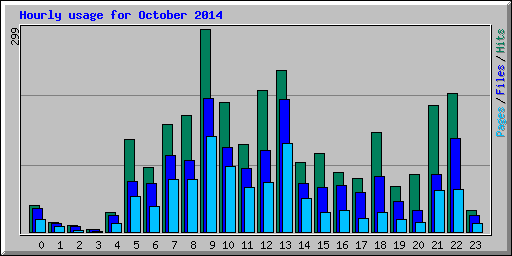 Hourly usage for October 2014
299
Pages / Files / Hits
0 1 2 3 4 5 6 7 8 9 10 11 12 13 14 15 16 17 18 19 20 21 22 23